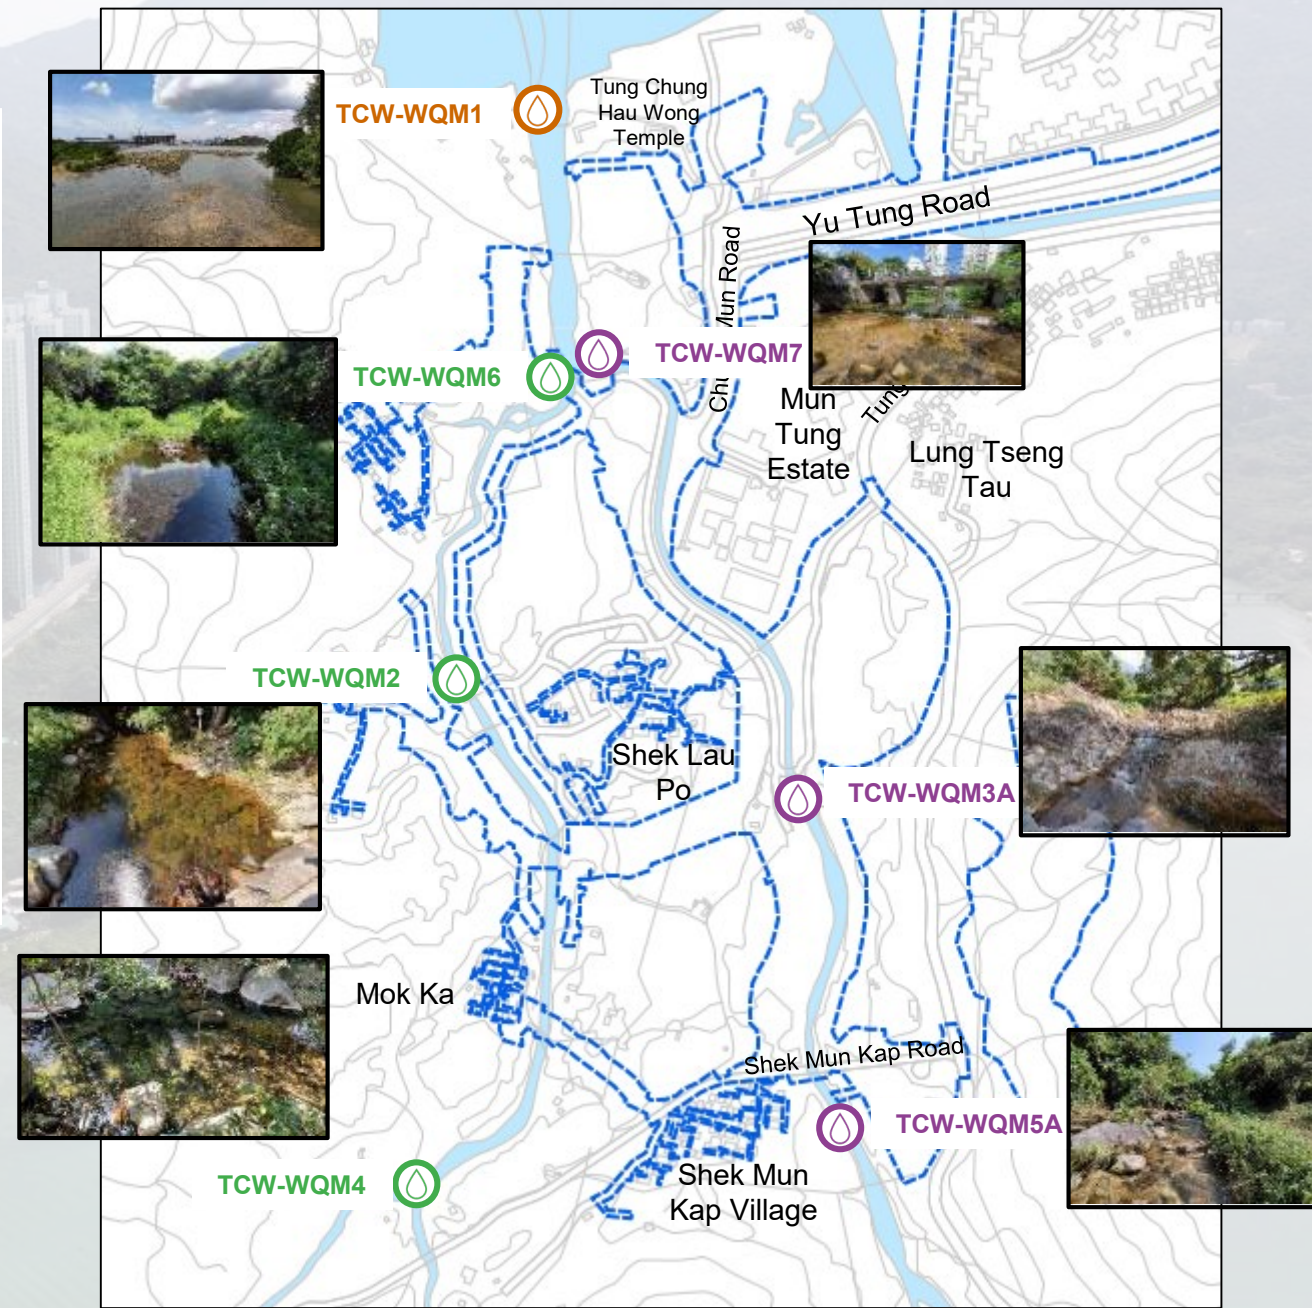 TCW-WQM1
Tung Chung
Hau Wong
Temple
Yu Tung Road
Mun Road
TCW-WQM7
TCW-WQM6
Mun
Tung
Estate
Tung
Lung Tseng
Tau
TCW-WQM2
Shek Lau
Po
TCW-WQM3A
Mok Ka
Shek Mun Kap Road
TCW-WQM5A
TCW-WQM4
Shek Mun
Kap Village